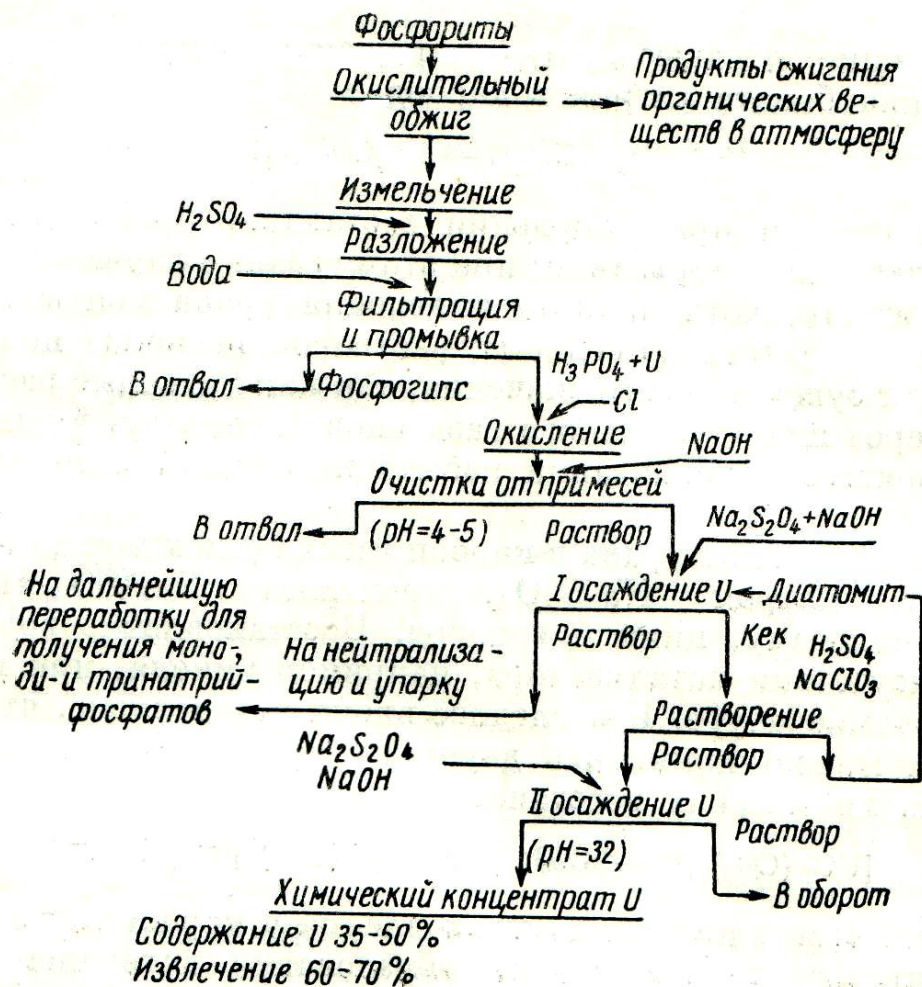 Фосфориты
Окислительный
обжиг
Продукты сжигания
органических ве-
ществ в атмосферу
Измельчение
H₂SO₄
Разложение
Вода
Фильтрация
и промывка
H₃PO₄+U
В отвал
Фосфогипс
Cl
Окисление
NaOH
Очистка от примесей
В отвал
(pH=4-5)
Раствор
Na₂S₂O₄+NaOH
I осаждение U
Диатомит
На дальнейшую
переработку для
получения моно-,
ди- и тринатрий-
фосфатов
На нейтрализа-
цию и упарку
Раствор
Кек
H₂SO₄
NaClO₃
Растворение
Раствор
Na₂S₂O₄
NaOH
II осаждение U
Раствор
(pH=32)
В оборот
Химический концентрат U
Содержание U 35-50%
Извлечение 60-70%